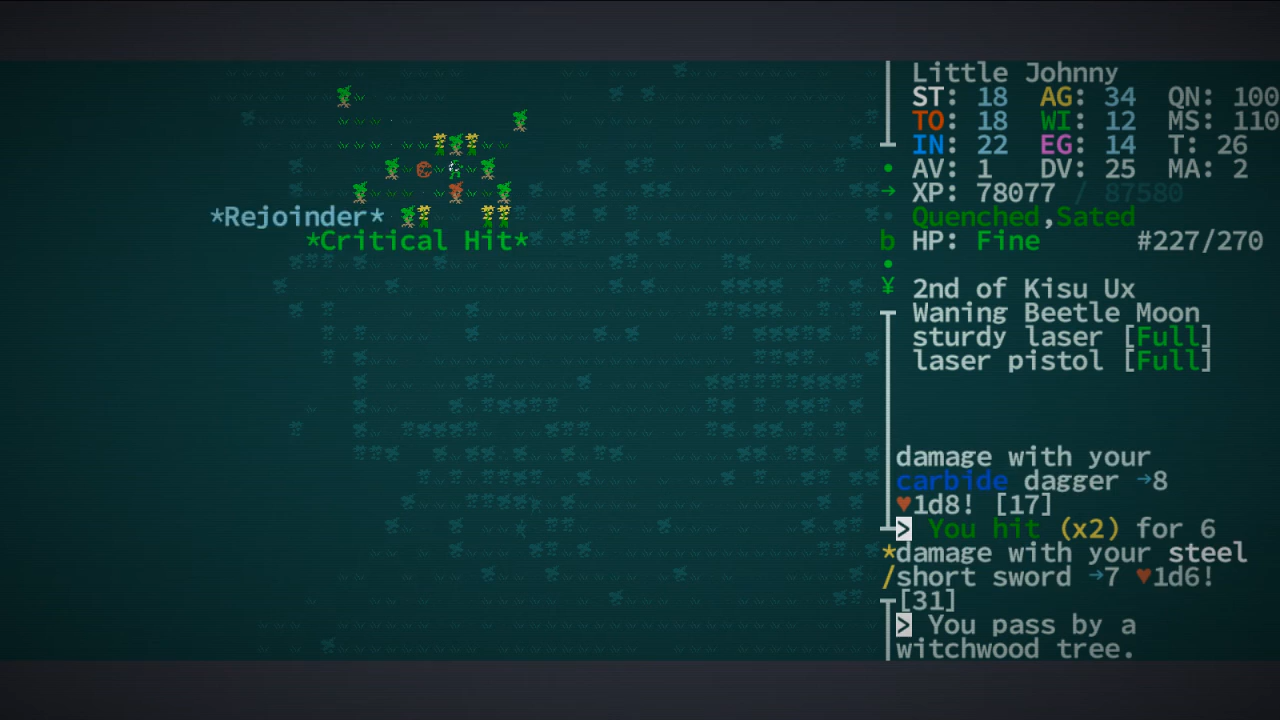 Little Johnny
ST: 18 AG: 34 QN: 100
TO: 18 WI: 12 MS: 110
IN: 22 EG: 14 T: 26
AV: 1 DV: 25 MA: 2
XP: 78077 / 87580
*Rejoinder*
Quenched,Sated
*Critical Hit*
b HP: Fine #227/270
¥ 2nd of Kisu Ux
Waning Beetle Moon
sturdy laser [Full]
laser pistol [Full]
damage with your
carbide dagger →8
♥1d8! [17]
> You hit (x2) for 6
*damage with your steel
/short sword →7 ♥1d6!
[31]
> You pass by a
witchwood tree.